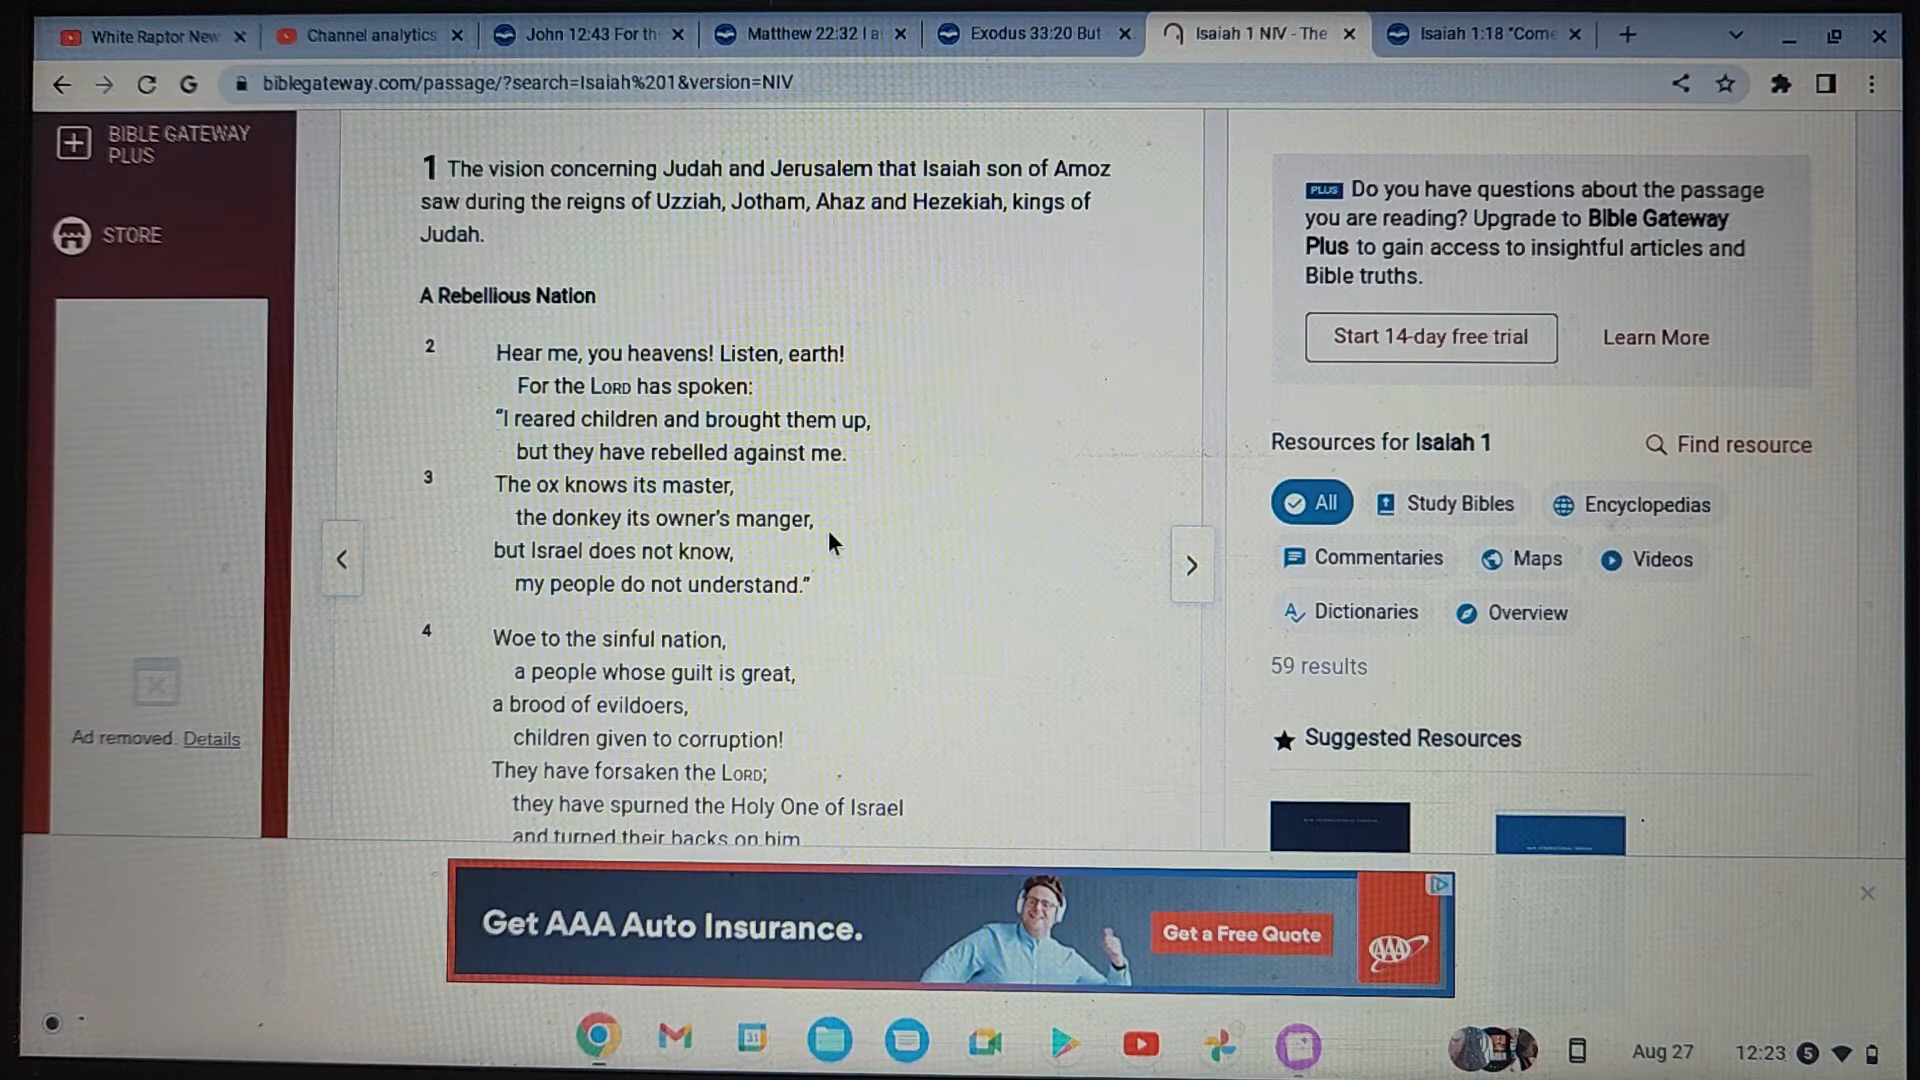 White Raptor New
Channel analytics
John 12:43 For th
Matthew 22:32 I a
Exodus 33:20 But
Isaiah 1 NIV - The
Isaiah 1:18 "Come
biblegateway.com/passage/?search=Isaiah%201&version=NIV
BIBLE GATEWAY
PLUS
STORE
Ad removed. Details
1 The vision concerning Judah and Jerusalem that Isaiah son of Amoz
saw during the reigns of Uzziah, Jotham, Ahaz and Hezekiah, kings of
Judah.
A Rebellious Nation
2 Hear me, you heavens! Listen, earth!
For the LORD has spoken:
“I reared children and brought them up,
but they have rebelled against me.
3 The ox knows its master,
the donkey its owner’s manger,
but Israel does not know,
my people do not understand.”
4 Woe to the sinful nation,
a people whose guilt is great,
a brood of evildoers,
children given to corruption!
They have forsaken the LORD;
they have spurned the Holy One of Israel
and turned their backs on him
PLUS Do you have questions about the passage
you are reading? Upgrade to Bible Gateway
Plus to gain access to insightful articles and
Bible truths.
Start 14-day free trial
Learn More
Resources for Isaiah 1
Find resource
All
Study Bibles
Encyclopedias
Commentaries
Maps
Videos
Dictionaries
Overview
59 results
Suggested Resources
Get AAA Auto Insurance.
Get a Free Quote
AAA
31
Aug 27
12:23
5